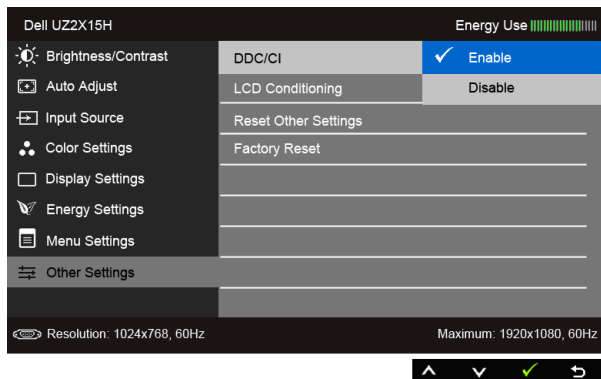 Dell UZ2X15H
Energy Use
Brightness/Contrast
DDC/CI
Enable
Auto Adjust
LCD Conditioning
Disable
Input Source
Reset Other Settings
Color Settings
Factory Reset
Display Settings
Energy Settings
Menu Settings
Other Settings
Resolution: 1024x768, 60Hz
Maximum: 1920x1080, 60Hz